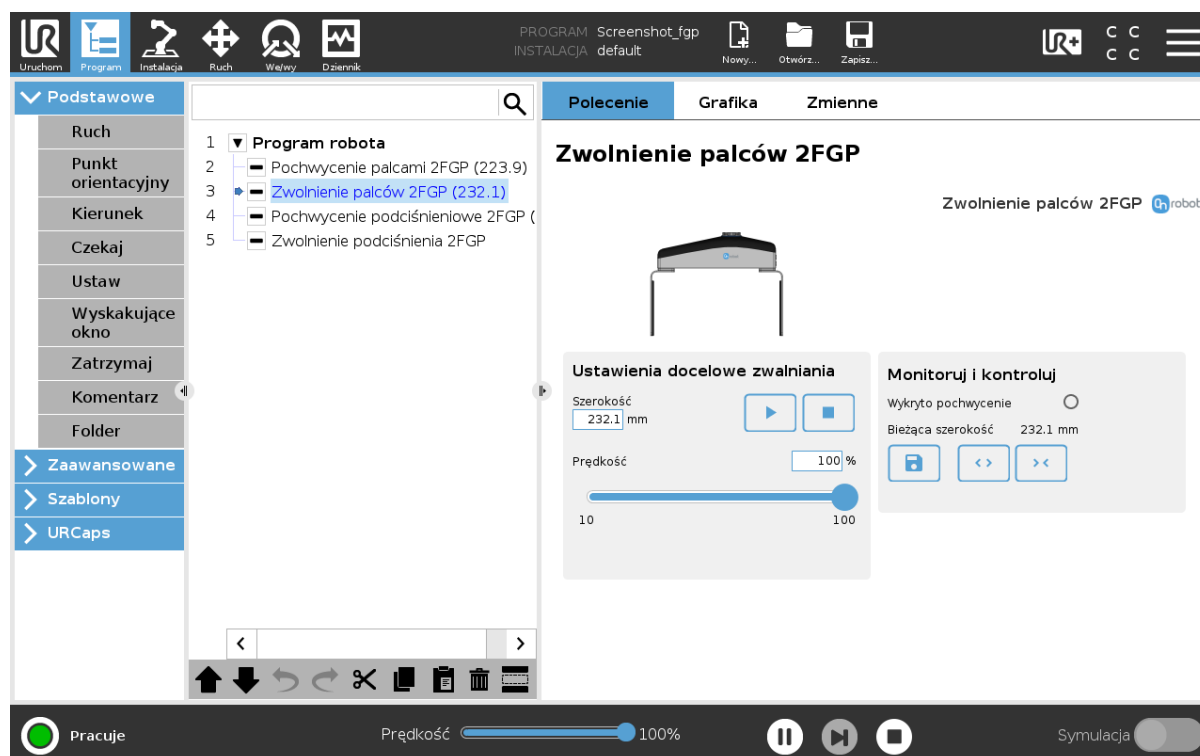 PROGRAM Screenshot_fgp
INSTALACJA default
Uruchom
Program
Instalacja
Ruch
We/wy
Dziennik
Nowy...
Otwórz...
Zapisz...
UR+
C C
C C
Podstawowe
Ruch
Punkt
orientacyjny
Kierunek
Czekaj
Ustaw
Wyskakujące
okno
Zatrzymaj
Komentarz
Folder
Zaawansowane
Szablony
URCaps
1 Program robota
2 Pochwycenie palcami 2FGP (223.9)
3 Zwolnienie palców 2FGP (232.1)
4 Pochwycenie podciśnieniowe 2FGP (
5 Zwolnienie podciśnienia 2FGP
Polecenie
Grafika
Zmienne
Zwolnienie palców 2FGP
Zwolnienie palców 2FGP
robot
Ustawienia docelowe zwalniania
Szerokość
232.1 mm
Prędkość
100 %
10
100
Monitoruj i kontroluj
Wykryto pochwycenie
Bieżąca szerokość 232.1 mm
Pracuje
Prędkość
100%
Symulacja